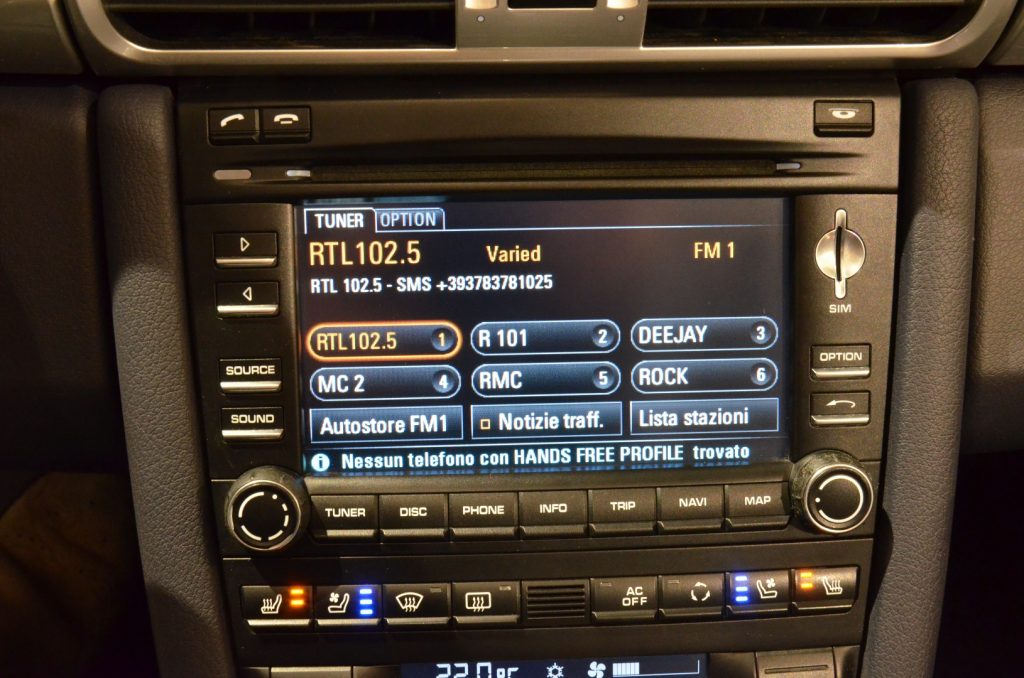 TUNER OPTION
RTL102.5 Varied FM 1
RTL 102.5 - SMS +393783781025
SIM
RTL102.5 1 R 101 2 DEEJAY 3
MC 2 4 RMC 5 ROCK 6
OPTION
SOURCE
SOUND
Autostore FM1 Notizie traff. Lista stazioni
Nessun telefono con HANDS FREE PROFILE trovato
TUNER DISC PHONE INFO TRIP NAVI MAP
AC OFF